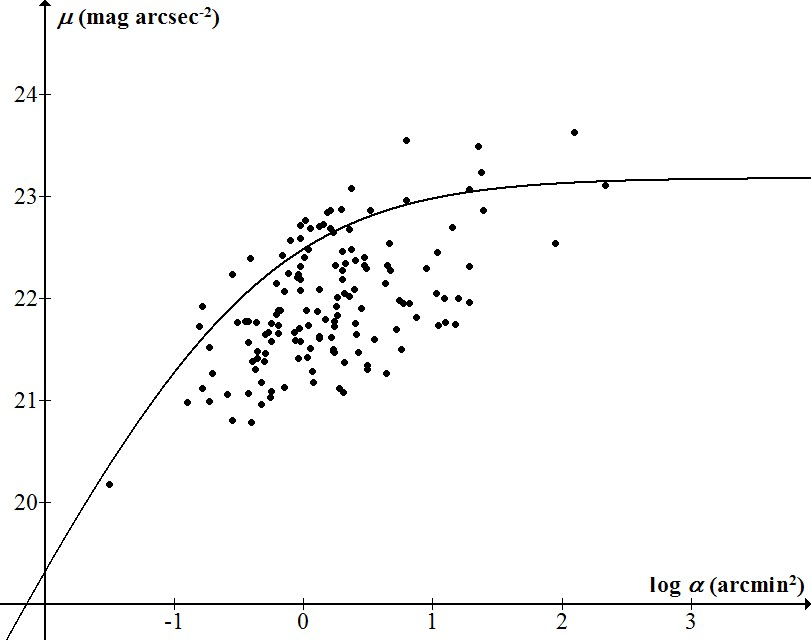 μ (mag arcsec-2)
24
23
22
21
20
log α (arcmin2)
-1 0 1 2 3